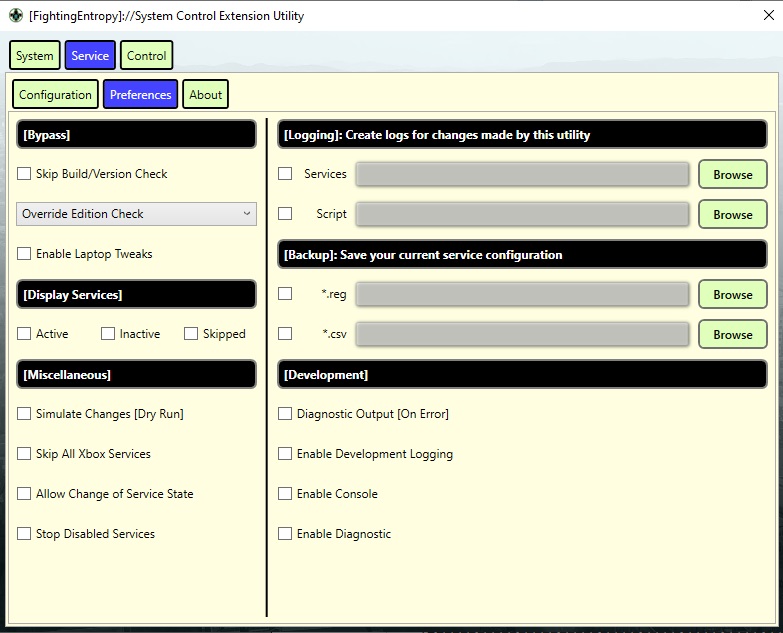 [FightingEntropy]://System Control Extension Utility
System Service Control
Configuration Preferences About
[Bypass]
Skip Build/Version Check
Override Edition Check
Enable Laptop Tweaks
[Display Services]
Active Inactive Skipped
[Miscellaneous]
Simulate Changes [Dry Run]
Skip All Xbox Services
Allow Change of Service State
Stop Disabled Services
[Logging]: Create logs for changes made by this utility
Services Browse
Script Browse
[Backup]: Save your current service configuration
*.reg Browse
*.csv Browse
[Development]
Diagnostic Output [On Error]
Enable Development Logging
Enable Console
Enable Diagnostic